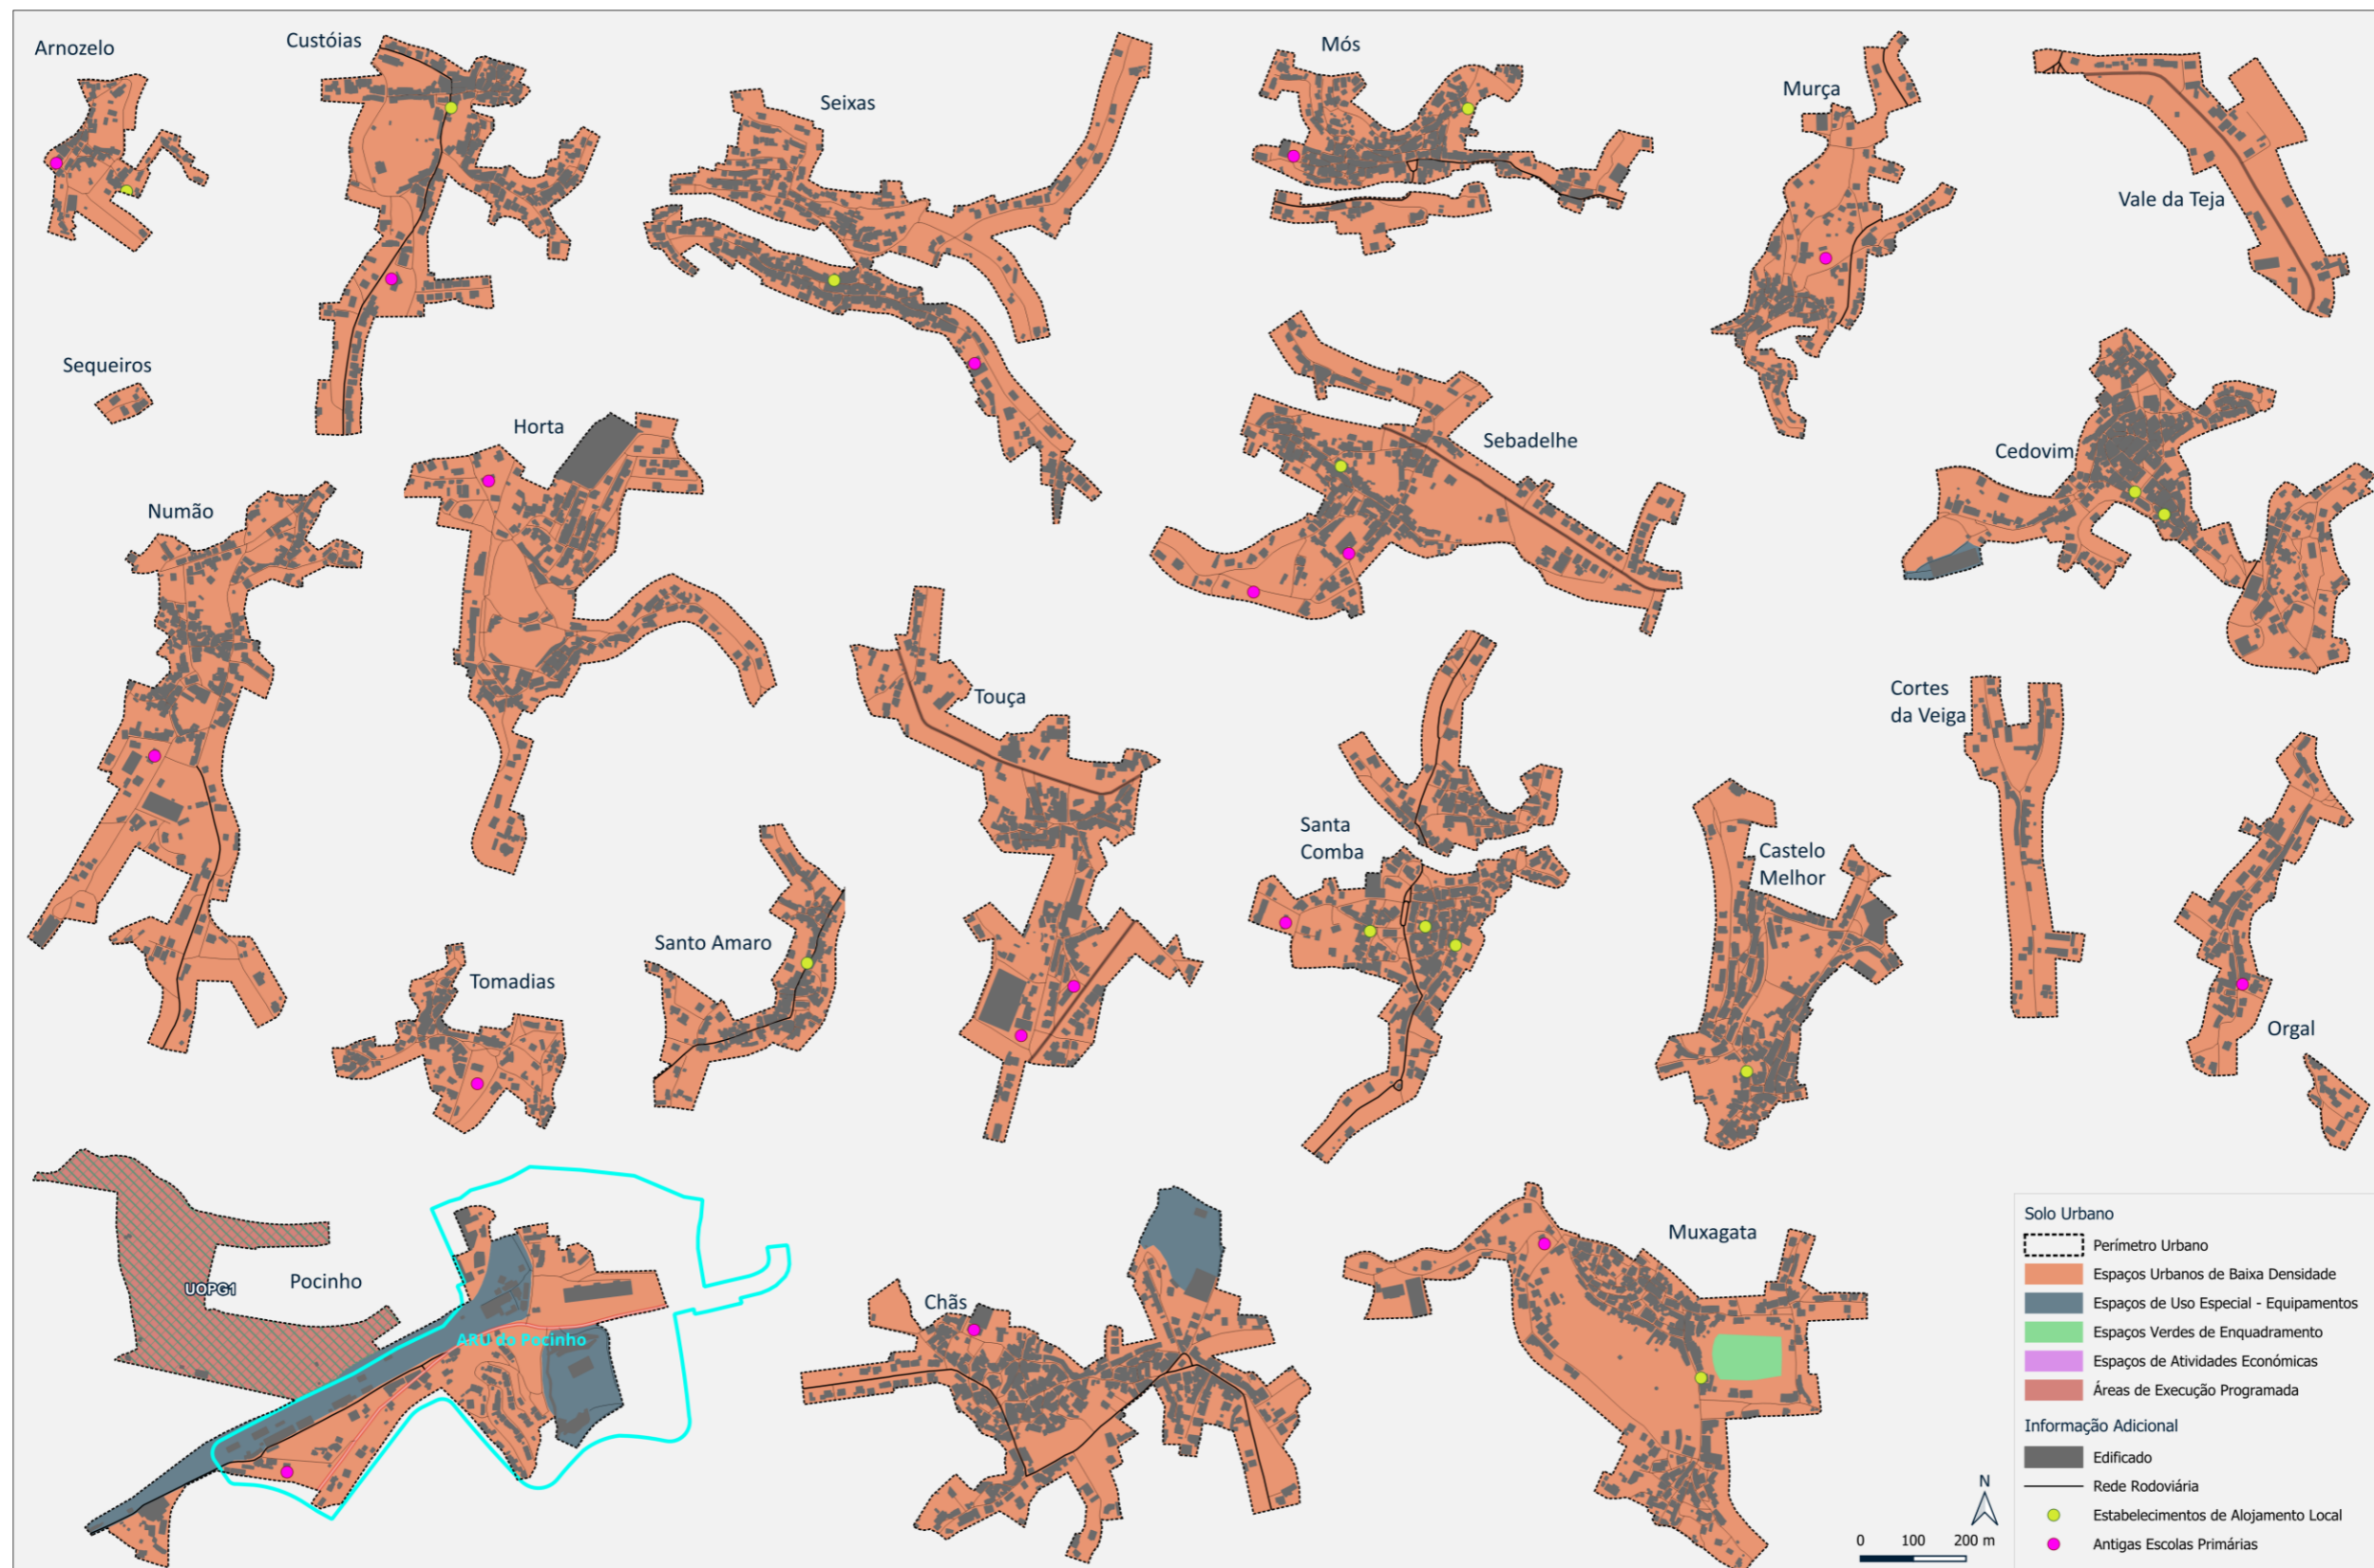 Arnozelo
Custóias
Seixas
Mós
Murça
Vale da Teja
Sequeiros
Horta
Sebadelhe
Cedovim
Numão
Touça
Cortes
da Veiga
Santa
Comba
Castelo
Melhor
Santo Amaro
Tomadias
Orgal
Pocinho
UOPG1
ARU do Pocinho
Chãs
Muxagata
Solo Urbano
Perímetro Urbano
Espaços Urbanos de Baixa Densidade
Espaços de Uso Especial - Equipamentos
Espaços Verdes de Enquadramento
Espaços de Atividades Económicas
Áreas de Execução Programada
Informação Adicional
Edificado
Rede Rodoviária
Estabelecimentos de Alojamento Local
Antigas Escolas Primárias
N
0 100 200 m